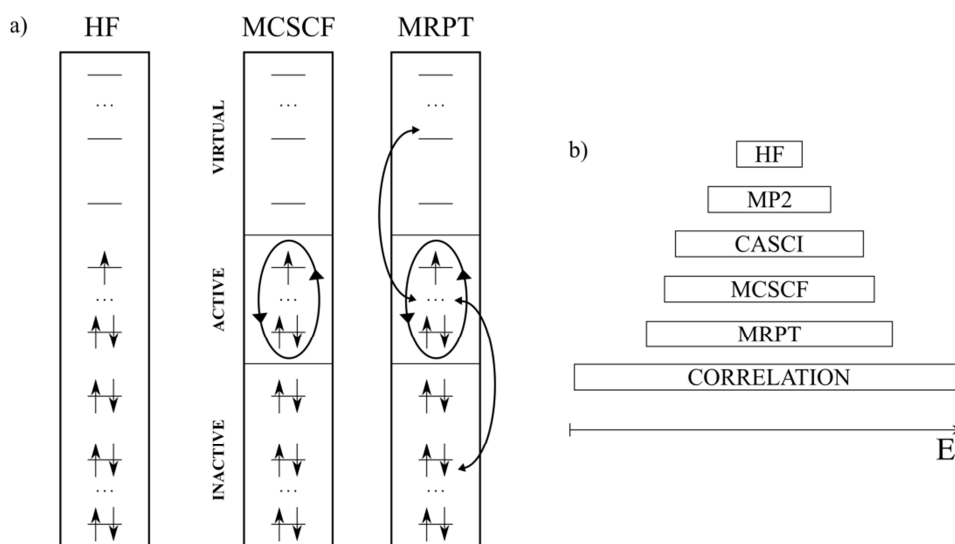 a)
HF
MCSCF
MRPT
VIRTUAL
ACTIVE
INACTIVE
...
...
...
...
...
...
...
...
...
b)
HF
MP2
CASCI
MCSCF
MRPT
CORRELATION
E